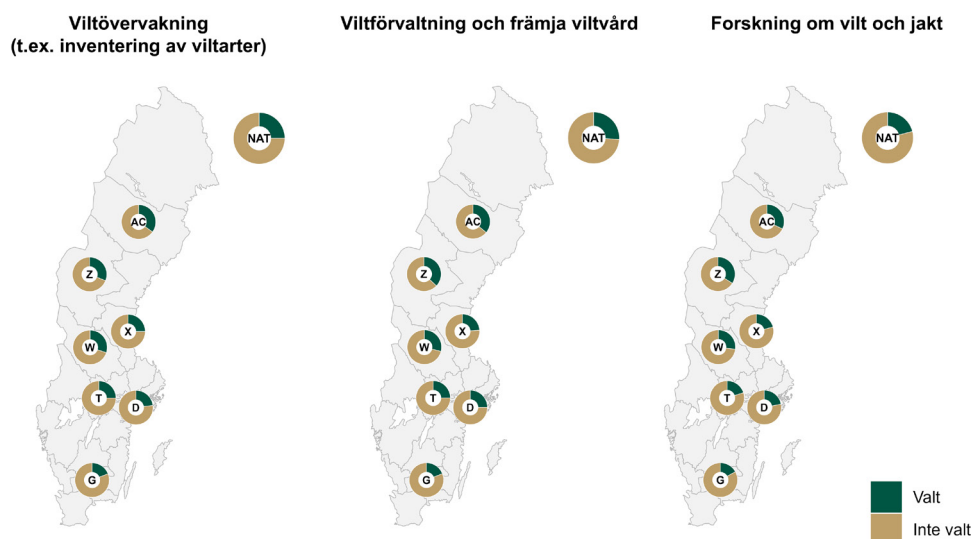 Viltövervakning
(t.ex. inventering av viltarter)
NAT
AC
Z
X
W
T
D
G
Viltförvaltning och främja viltvård
NAT
AC
Z
X
W
T
D
G
Forskning om vilt och jakt
NAT
AC
Z
X
W
T
D
G
Valt
Inte valt